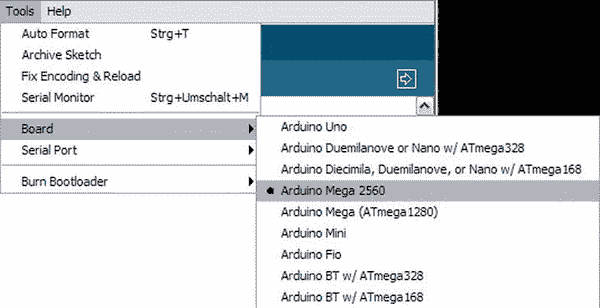 Tools Help
Auto Format Strg+T
Archive Sketch
Fix Encoding & Reload
Serial Monitor Strg+Umschalt+M
Board
Serial Port
Burn Bootloader
Arduino Uno
Arduino Duemilanove or Nano w/ ATmega328
Arduino Diecimila, Duemilanove, or Nano w/ ATmega168
Arduino Mega 2560
Arduino Mega (ATmega1280)
Arduino Mini
Arduino Fio
Arduino BT w/ ATmega328
Arduino BT w/ ATmega168